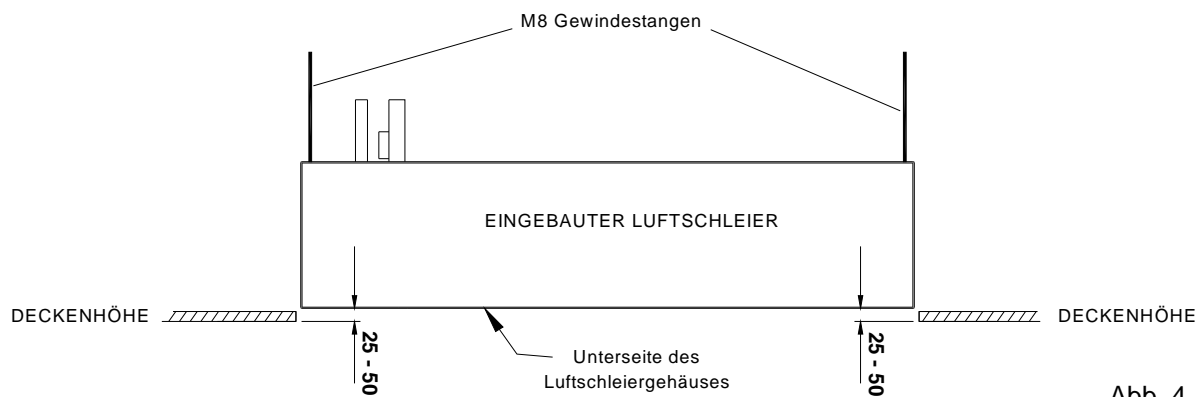 M8 Gewindestangen
EINGEBAUTER LUFTSCHLEIER
DECKENHÖHE
DECKENHÖHE
25 - 50
25 - 50
Unterseite des
Luftschleiergehäuses
Abb. 4